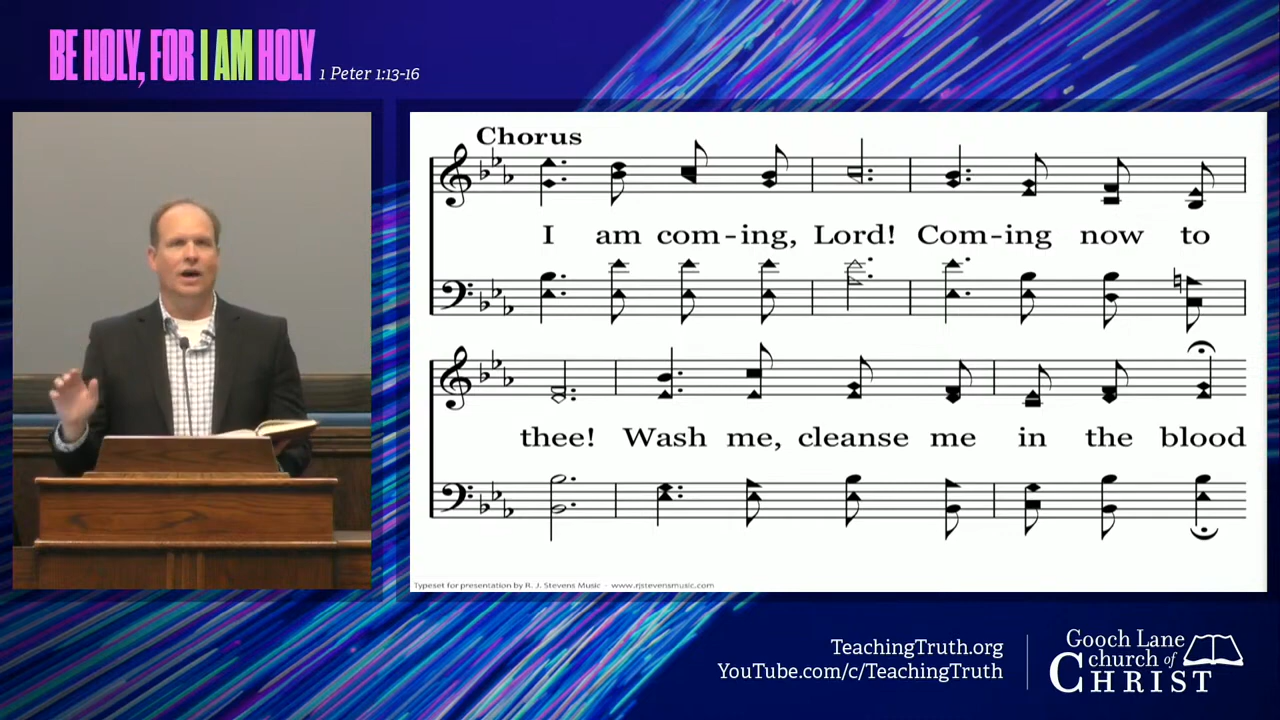 BE HOLY, FOR I AM HOLY 1 Peter 1:13-16
Chorus
I am com-ing, Lord! Com-ing now to
thee! Wash me, cleanse me in the blood
Typeset for presentation by R. J. Stevens Music - www.rjstevensmusic.com
TeachingTruth.org
YouTube.com/c/TeachingTruth
Gooch Lane
church of
CHRIST